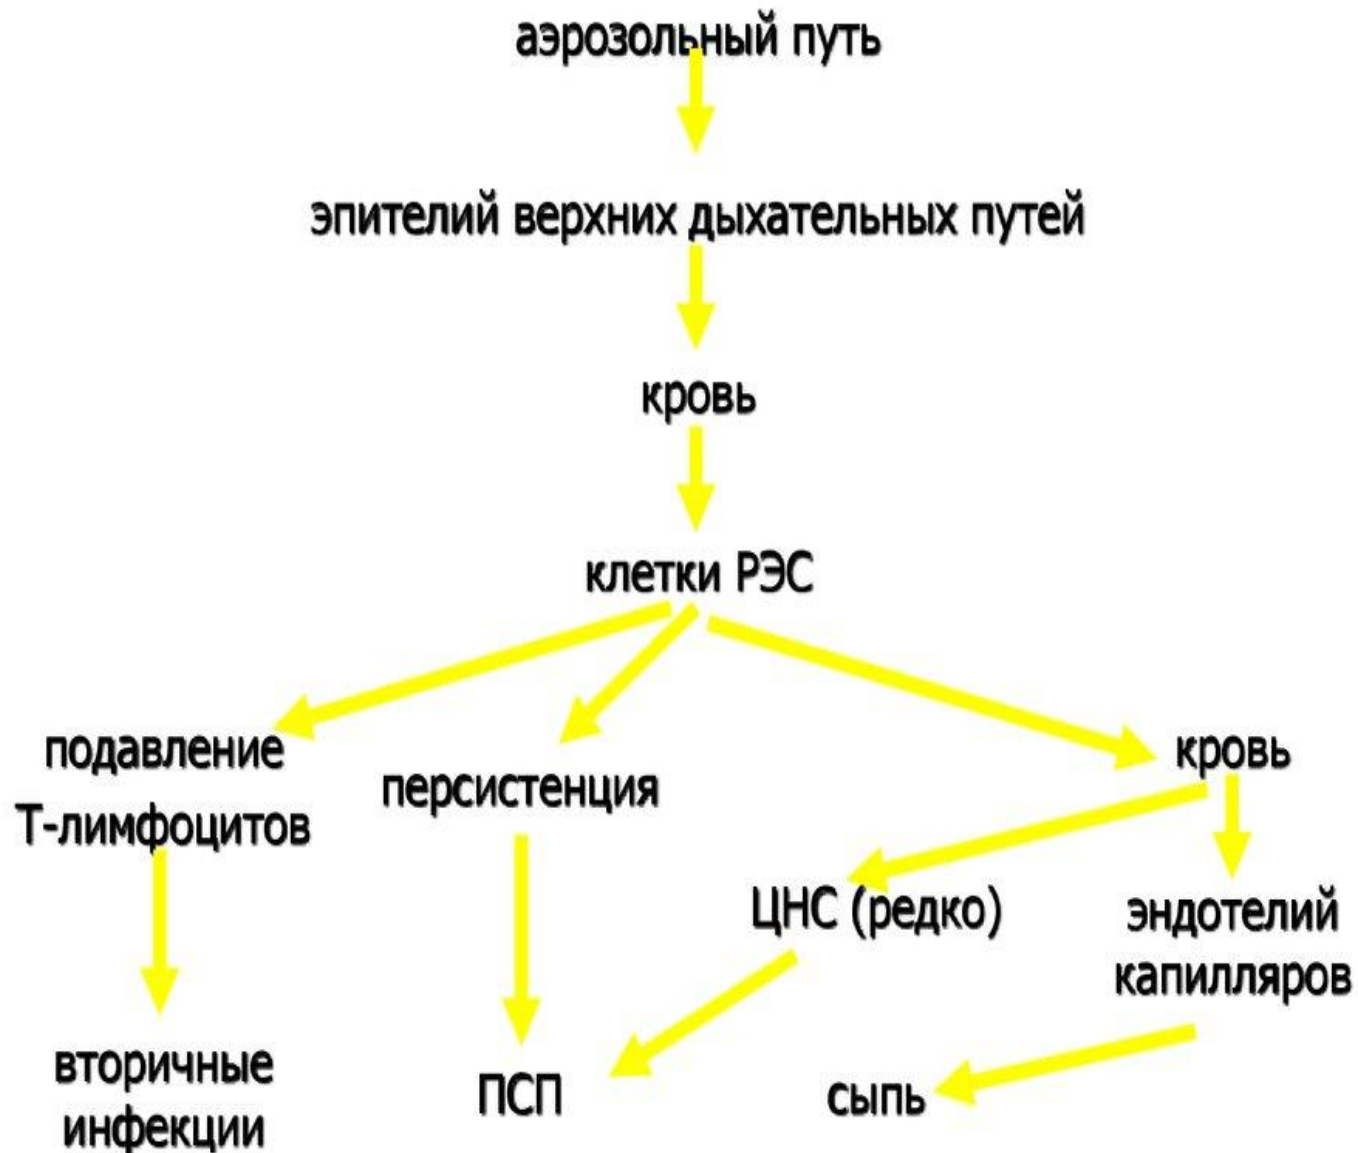 аэрозольный путь
эпителий верхних дыхательных путей
кровь
клетки РЭС
подавление
Т-лимфоцитов
персистенция
кровь
ЦНС (редко)
эндотелий
капилляров
вторичные
инфекции
ПСП
сыпь